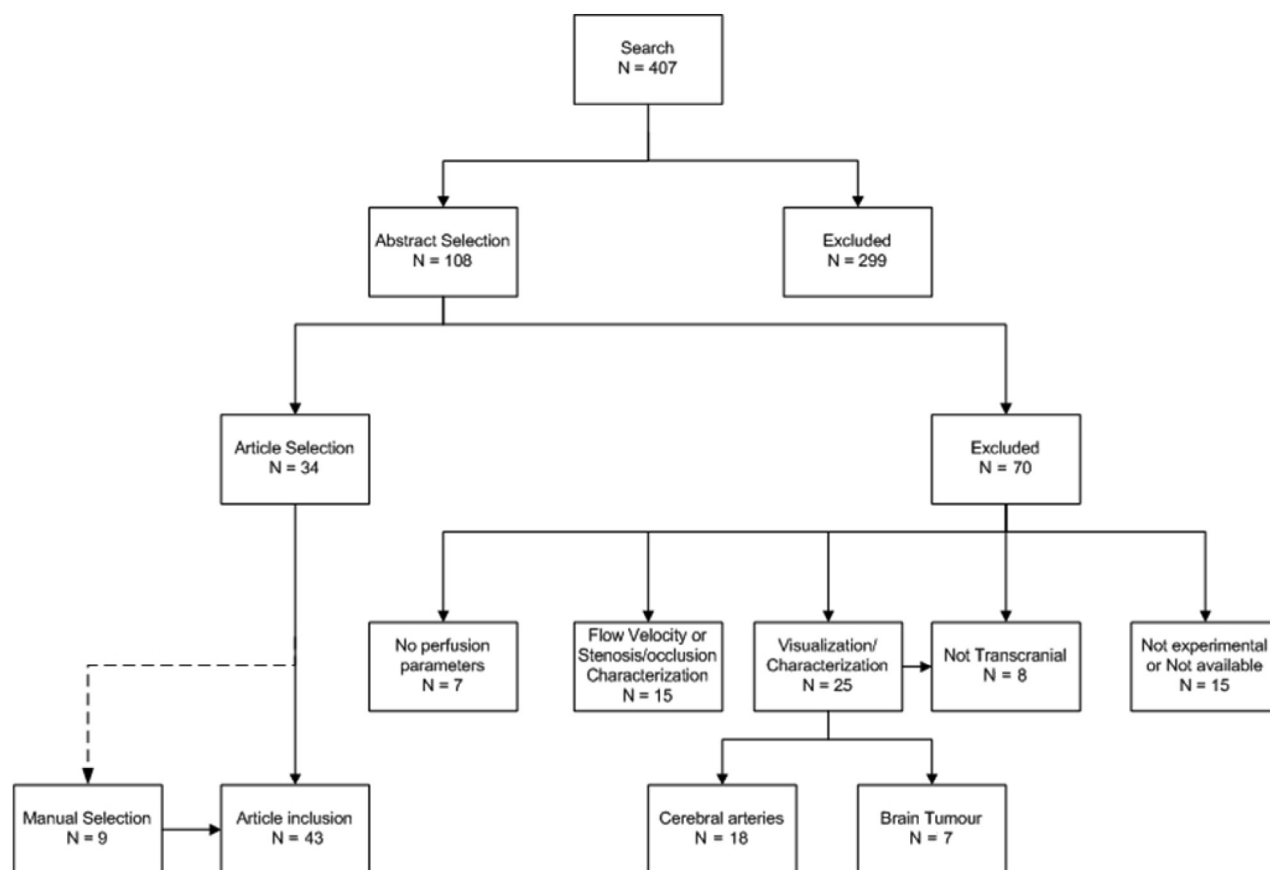 Search
N = 407
Abstract Selection
N = 108
Excluded
N = 299
Article Selection
N = 34
Excluded
N = 70
No perfusion
parameters
N = 7
Flow Velocity or
Stenosis/occlusion
Characterization
N = 15
Visualization/
Characterization
N = 25
Not Transcranial
N = 8
Not experimental
or Not available
N = 15
Manual Selection
N = 9
Article inclusion
N = 43
Cerebral arteries
N = 18
Brain Tumour
N = 7